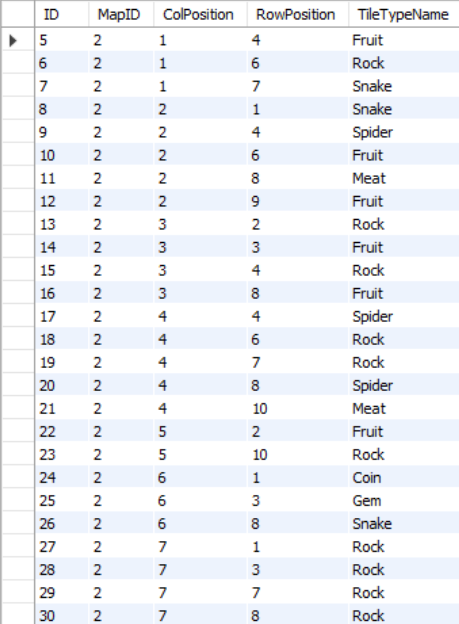 ID MapID ColPosition RowPosition TileTypeName
5 2 1 4 Fruit
6 2 1 6 Rock
7 2 1 7 Snake
8 2 2 1 Snake
9 2 2 4 Spider
10 2 2 6 Fruit
11 2 2 8 Meat
12 2 2 9 Fruit
13 2 3 2 Rock
14 2 3 3 Fruit
15 2 3 4 Rock
16 2 3 8 Fruit
17 2 4 4 Spider
18 2 4 6 Rock
19 2 4 7 Rock
20 2 4 8 Spider
21 2 4 10 Meat
22 2 5 2 Fruit
23 2 5 10 Rock
24 2 6 1 Coin
25 2 6 3 Gem
26 2 6 8 Snake
27 2 7 1 Rock
28 2 7 3 Rock
29 2 7 7 Rock
30 2 7 8 Rock